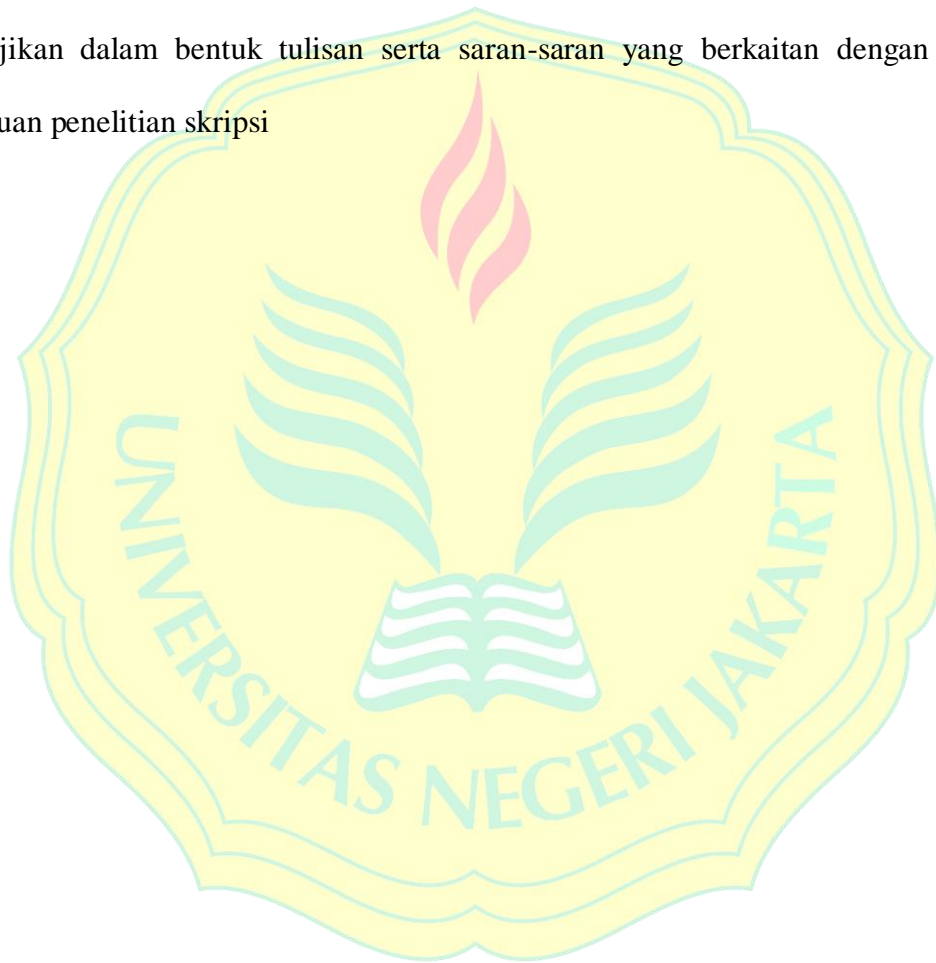 jikan dalam bentuk tulisan serta saran-saran yang berkaitan dengan
uan penelitian skripsi
UNIVERSITAS NEGERI JAKARTA